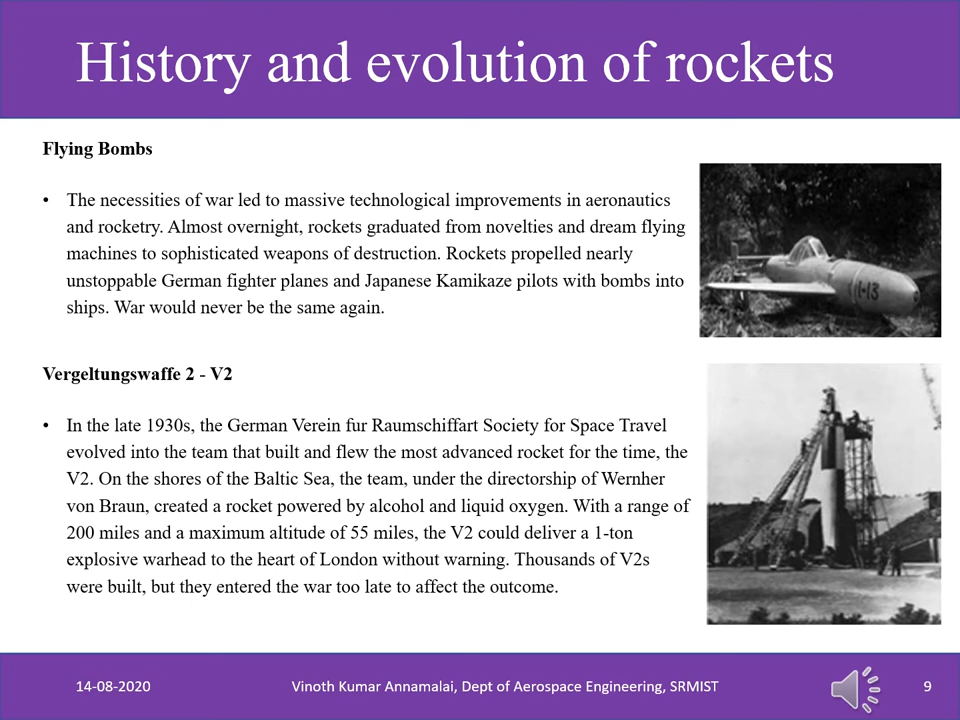 History and evolution of rockets
Flying Bombs
• The necessities of war led to massive technological improvements in aeronautics
and rocketry. Almost overnight, rockets graduated from novelties and dream flying
machines to sophisticated weapons of destruction. Rockets propelled nearly
unstoppable German fighter planes and Japanese Kamikaze pilots with bombs into
ships. War would never be the same again.
I-13
Vergeltungswaffe 2 - V2
• In the late 1930s, the German Verein fur Raumschiffart Society for Space Travel
evolved into the team that built and flew the most advanced rocket for the time, the
V2. On the shores of the Baltic Sea, the team, under the directorship of Wernher
von Braun, created a rocket powered by alcohol and liquid oxygen. With a range of
200 miles and a maximum altitude of 55 miles, the V2 could deliver a 1-ton
explosive warhead to the heart of London without warning. Thousands of V2s
were built, but they entered the war too late to affect the outcome.
14-08-2020
Vinoth Kumar Annamalai, Dept of Aerospace Engineering, SRMIST
9